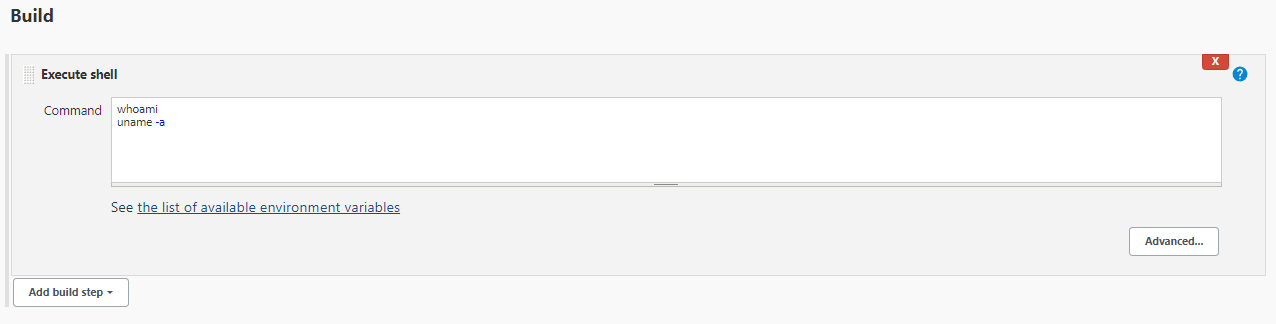 Build
Execute shell
X
?
Command
whoami
uname -a
See the list of available environment variables
Advanced...
Add build step